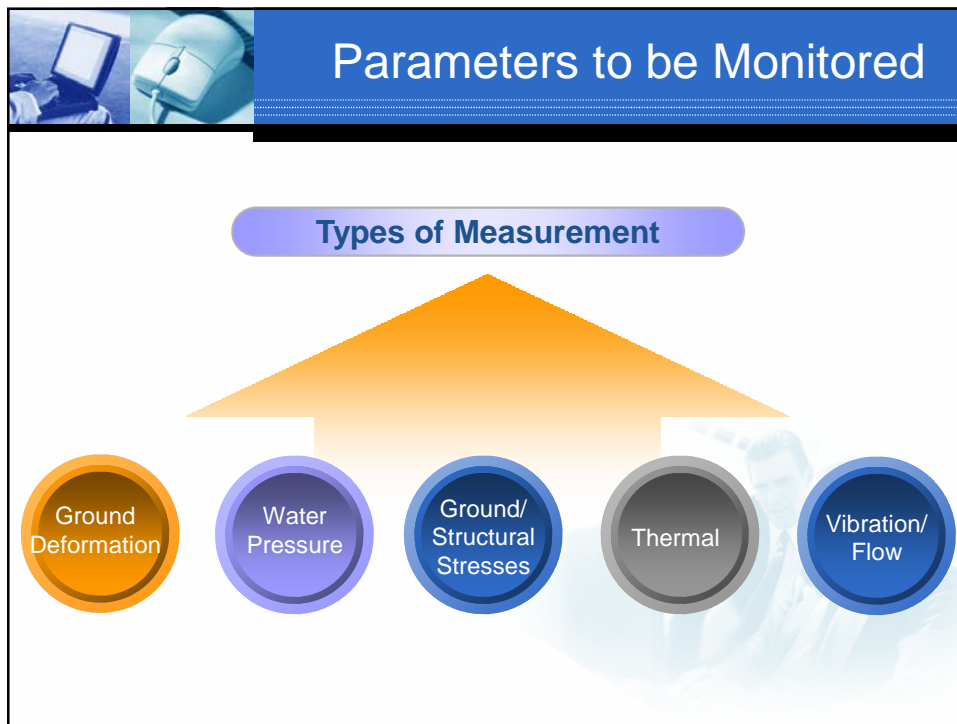 Parameters to be Monitored
Types of Measurement
Ground
Deformation
Water
Pressure
Ground/
Structural
Stresses
Thermal
Vibration/
Flow